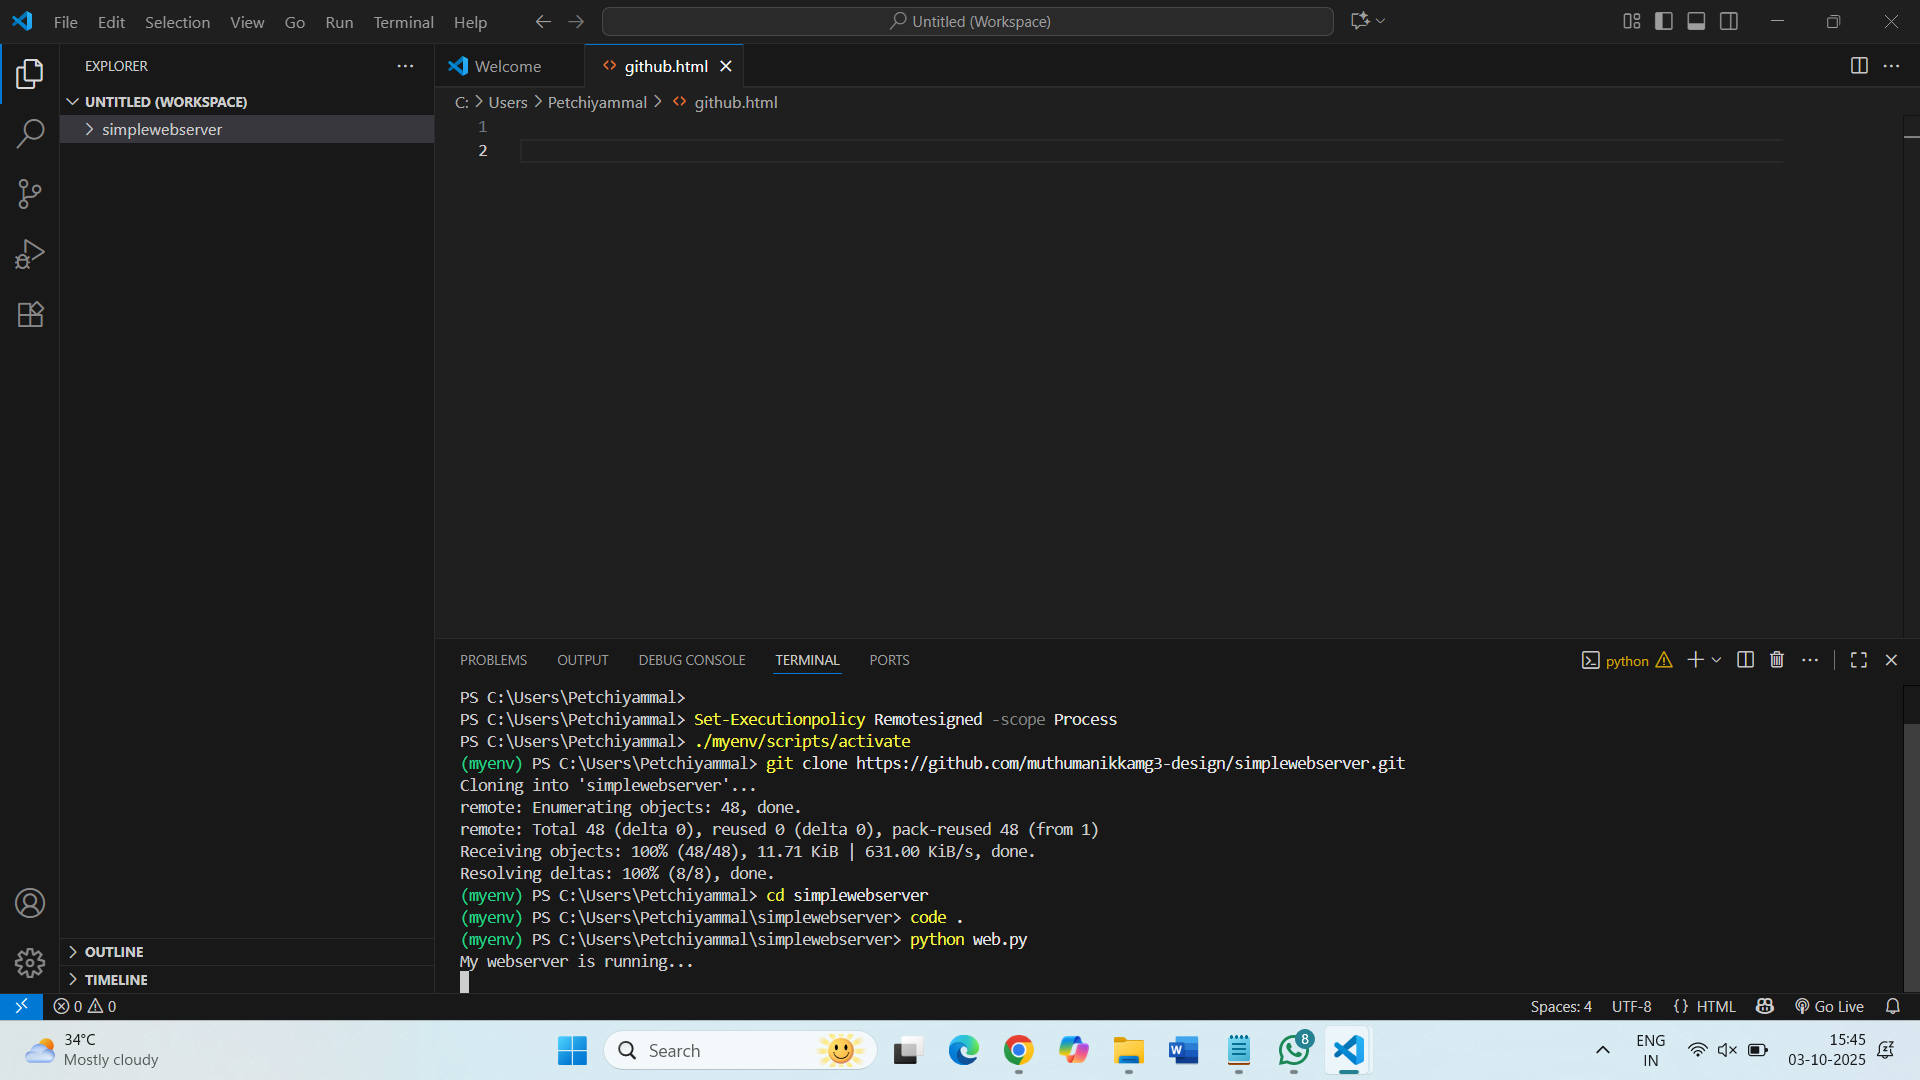 File Edit Selection View Go Run Terminal Help
Untitled (Workspace)
EXPLORER
UNTITLED (WORKSPACE)
simplewebserver
OUTLINE
TIMELINE
Welcome
github.html
C: Users Petchiyammal github.html
1
2
PROBLEMS OUTPUT DEBUG CONSOLE TERMINAL PORTS
python
PS C:\Users\Petchiyammal>
PS C:\Users\Petchiyammal> Set-Executionpolicy Remotesigned -scope Process
PS C:\Users\Petchiyammal> ./myenv/scripts/activate
(myenv) PS C:\Users\Petchiyammal> git clone https://github.com/muthumanikkamg3-design/simplewebserver.git
Cloning into 'simplewebserver'...
remote: Enumerating objects: 48, done.
remote: Total 48 (delta 0), reused 0 (delta 0), pack-reused 48 (from 1)
Receiving objects: 100% (48/48), 11.71 KiB | 631.00 KiB/s, done.
Resolving deltas: 100% (8/8), done.
(myenv) PS C:\Users\Petchiyammal> cd simplewebserver
(myenv) PS C:\Users\Petchiyammal\simplewebserver> code .
(myenv) PS C:\Users\Petchiyammal\simplewebserver> python web.py
My webserver is running...
0 0
Spaces: 4 UTF-8 {} HTML Go Live
34°C
Mostly cloudy
Search
W
8
ENG
IN
15:45
03-10-2025